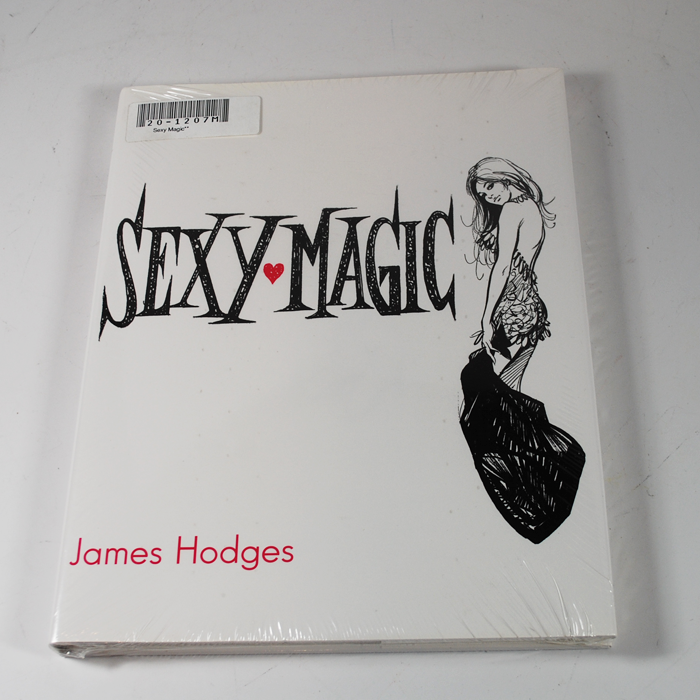 20-1207M
Sexy Magic**
SEXY♥MAGIC
James Hodges